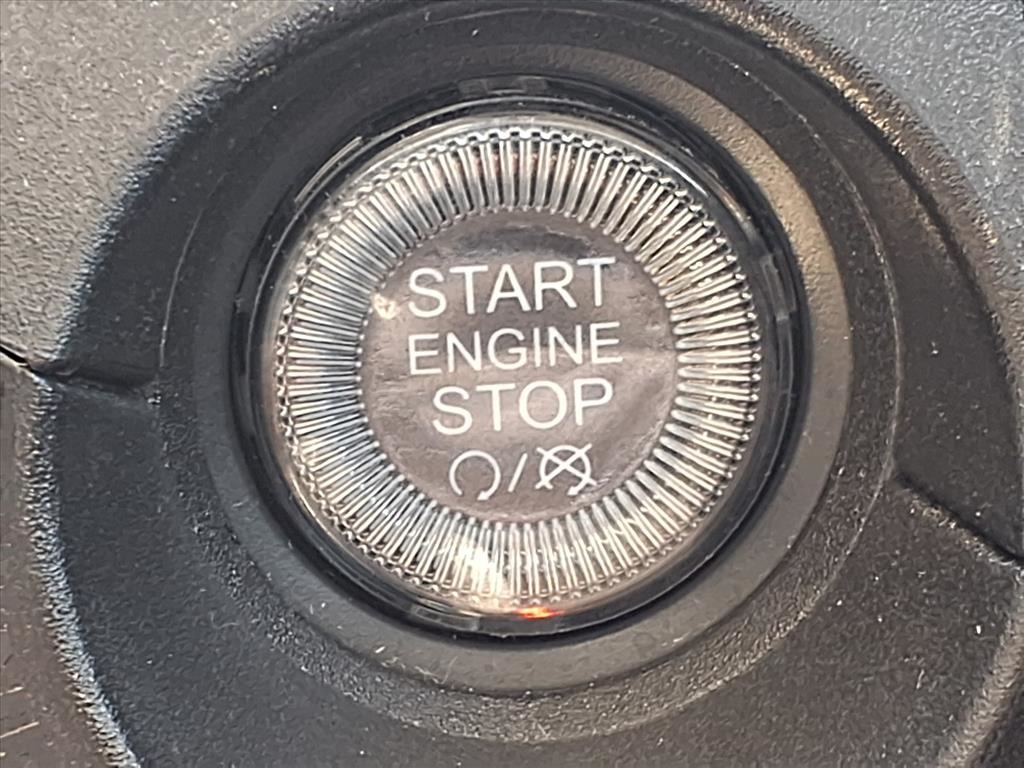 START
ENGINE
STOP
/